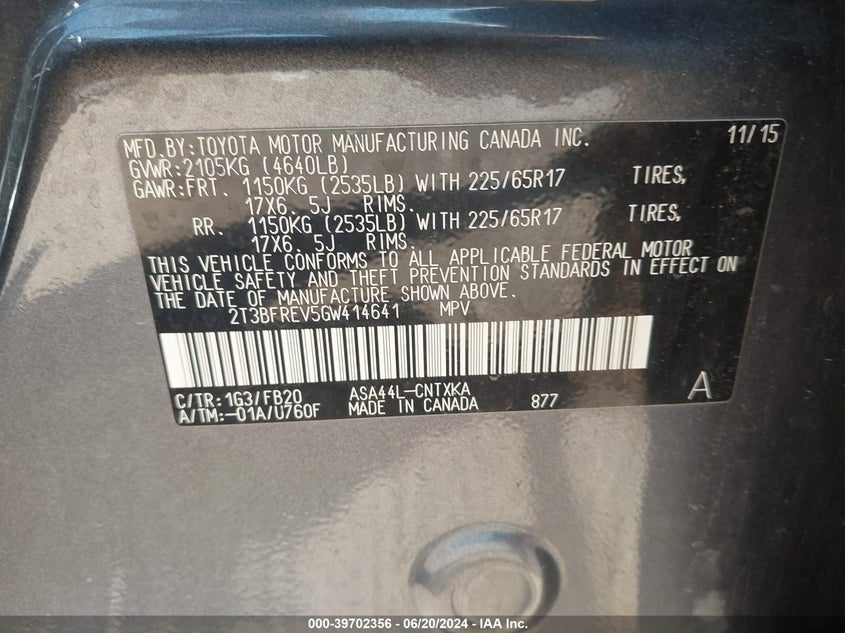 MFD.BY:TOYOTA MOTOR MANUFACTURING CANADA INC. 11/15
GVWR:2105KG (4640LB)
GAWR:FRT. 1150KG (2535LB) WITH 225/65R17 TIRES,
17X6. 5J RIMS.
RR. 1150KG (2535LB) WITH 225/65R17 TIRES,
17X6. 5J RIMS.
THIS VEHICLE CONFORMS TO ALL APPLICABLE FEDERAL MOTOR
VEHICLE SAFETY AND THEFT PREVENTION STANDARDS IN EFFECT ON
THE DATE OF MANUFACTURE SHOWN ABOVE.
2T3BFREV5GW414641 MPV
C/TR: 1G3/FB20 ASA44L-CNTXKA A
A/TM:-01A/U760F MADE IN CANADA 877
000-39702356 - 06/20/2024 - IAA Inc.